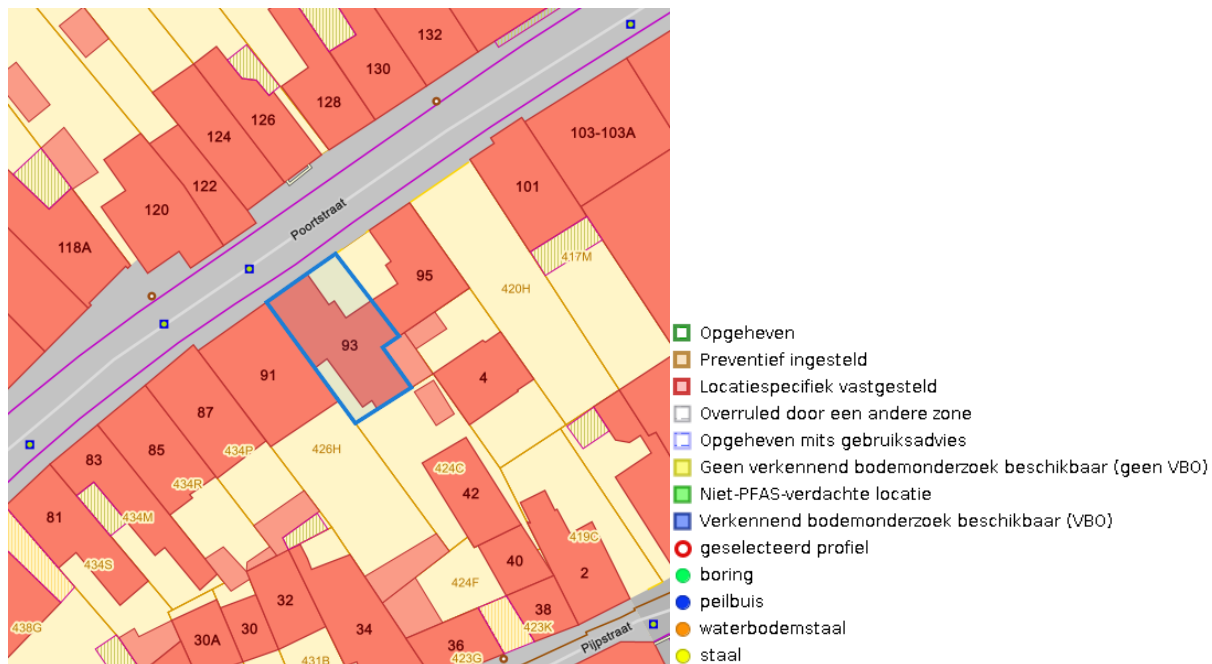 132
130
128
126
124
103-103A
122
101
120
Poortstraat
118A
417M
95
420H
93
91
4
87
434P
426H
83
85
434R
424C
42
81
434M
434S
419C
40
2
424F
32
438G
30A
30
34
38
423K
36
Pijpstraat
431B
423G
Opgeheven
Preventief ingesteld
Locatiespecifiek vastgesteld
Overruled door een andere zone
Opgeheven mits gebruiksadvies
Geen verkennend bodemonderzoek beschikbaar (geen VBO)
Niet-PFAS-verdachte locatie
Verkennend bodemonderzoek beschikbaar (VBO)
geselecteerd profiel
boring
peilbuis
waterbodemstaal
staal